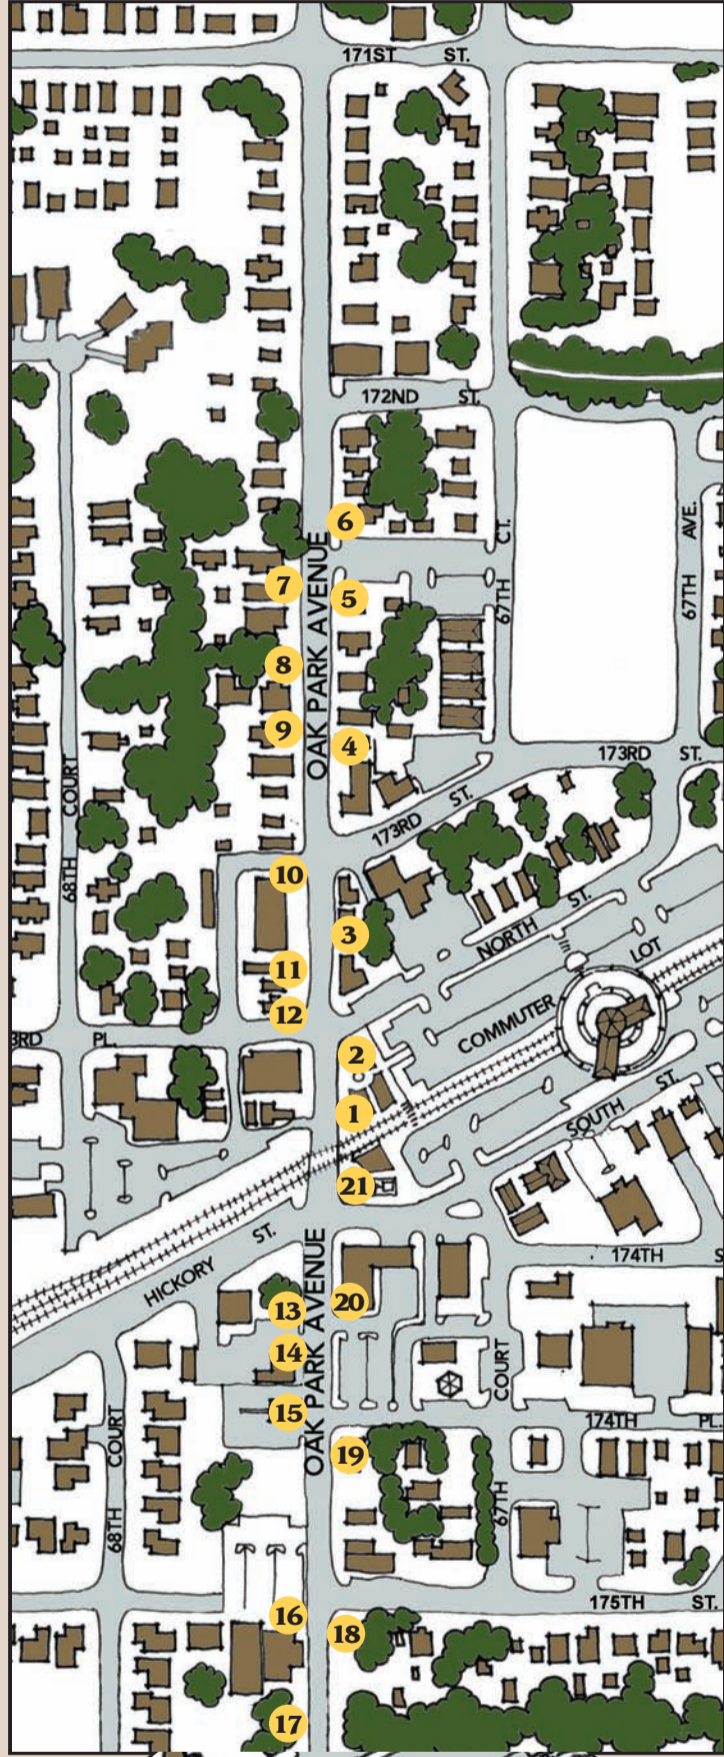 171ST ST.
172ND ST.
6
OAK PARK AVENUE
67TH CT.
67TH AVE.
7
5
8
9
4
173RD ST.
173RD ST.
68TH COURT
10
3
NORTH ST.
11
LOT
12
COMMUTER
3RD PL.
2
1
SOUTH ST.
21
HICKORY ST.
OAK PARK AVENUE
174TH S
13
20
14
67TH COURT
15
174TH PL.
19
68TH COURT
16
175TH ST.
18
17